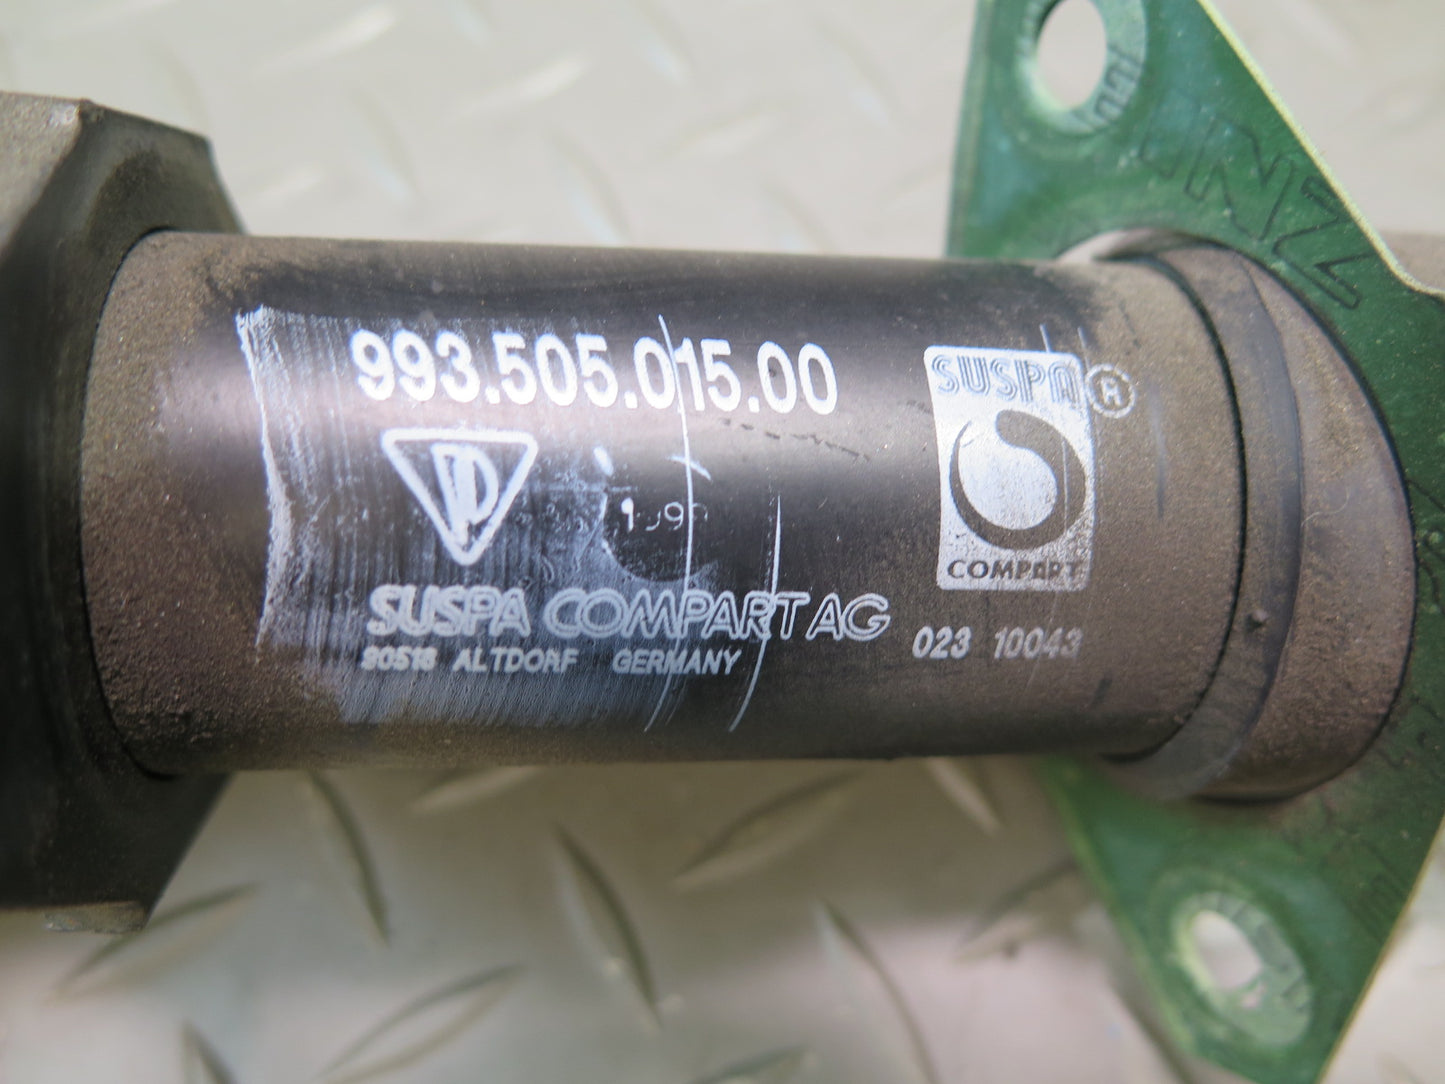 993.505.015.00
SUSPA
R
COMPART
SUSPA COMPART AG
90518 ALTDORF GERMANY
023 10043